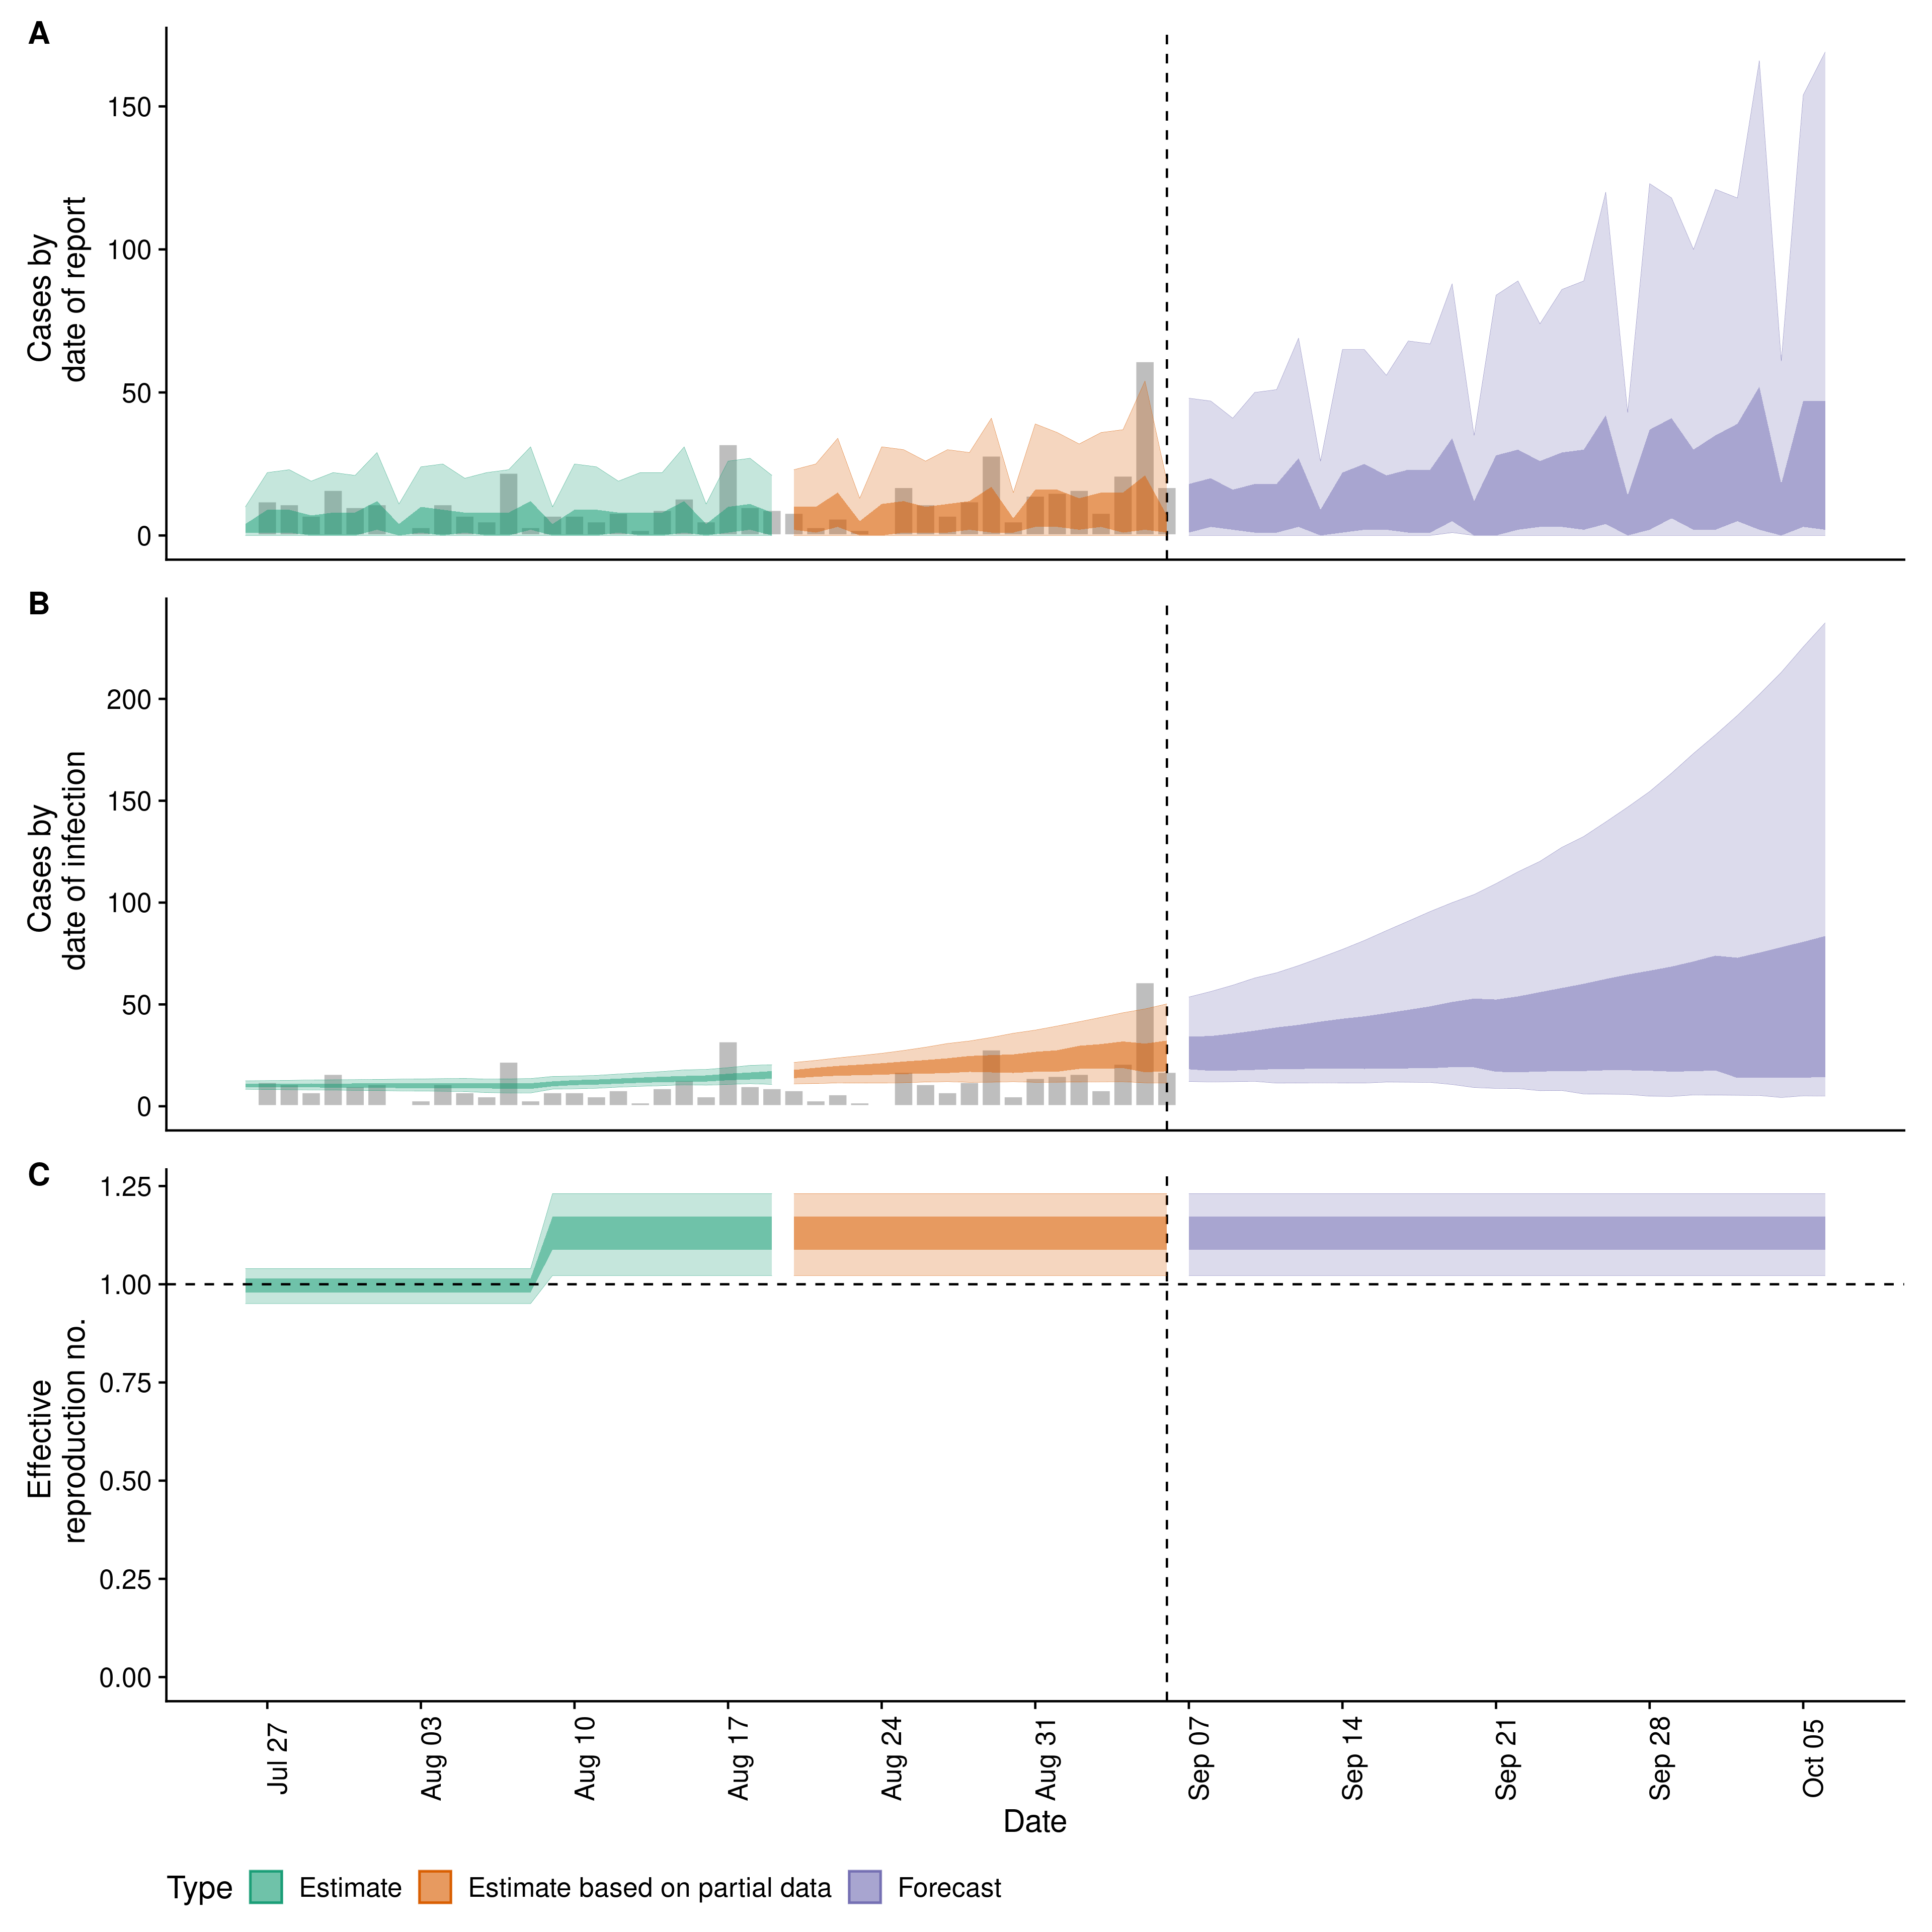 A
Cases by
date of report
150
100
50
0
B
Cases by
date of infection
200
150
100
50
0
C
Effective
reproduction no.
1.25
1.00
0.75
0.50
0.25
0.00
Jul 27
Aug 03
Aug 10
Aug 17
Aug 24
Aug 31
Sep 07
Sep 14
Sep 21
Sep 28
Oct 05
Date
Type Estimate Estimate based on partial data Forecast